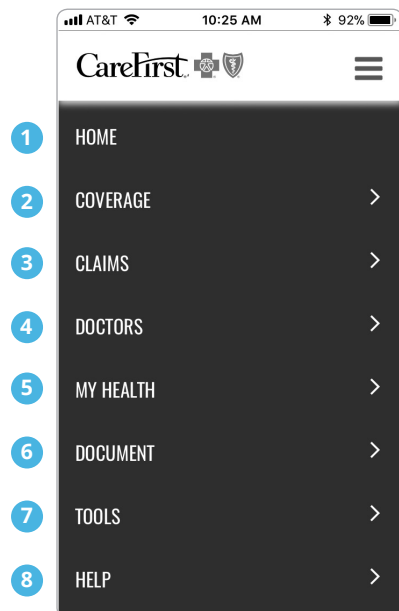 AT&T 10:25 AM 92%
CareFirst
1 HOME
2 COVERAGE
3 CLAIMS
4 DOCTORS
5 MY HEALTH
6 DOCUMENT
7 TOOLS
8 HELP